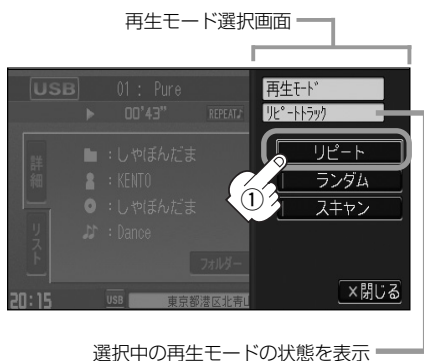 再生モード選択画面
USB 01 : Pure
▶ 00'43" REPEAT♪
再生ﾓｰﾄﾞ
ﾘﾋﾟｰﾄﾄﾗｯｸ
詳細
リスト
：しゃぼんだま
：KENTO
：しゃぼんだま
：Dance
フォルダー
リピート
ランダム
スキャン
①
×閉じる
20:15 USB 東京都港区北青山
選択中の再生モードの状態を表示